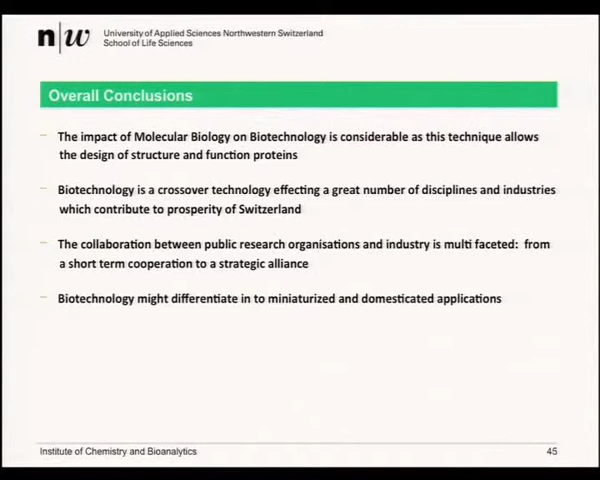 n|w University of Applied Sciences Northwestern Switzerland
School of Life Sciences
Overall Conclusions
– The impact of Molecular Biology on Biotechnology is considerable as this technique allows
the design of structure and function proteins
– Biotechnology is a crossover technology effecting a great number of disciplines and industries
which contribute to prosperity of Switzerland
– The collaboration between public research organisations and industry is multi faceted: from
a short term cooperation to a strategic alliance
– Biotechnology might differentiate in to miniaturized and domesticated applications
Institute of Chemistry and Bioanalytics 45